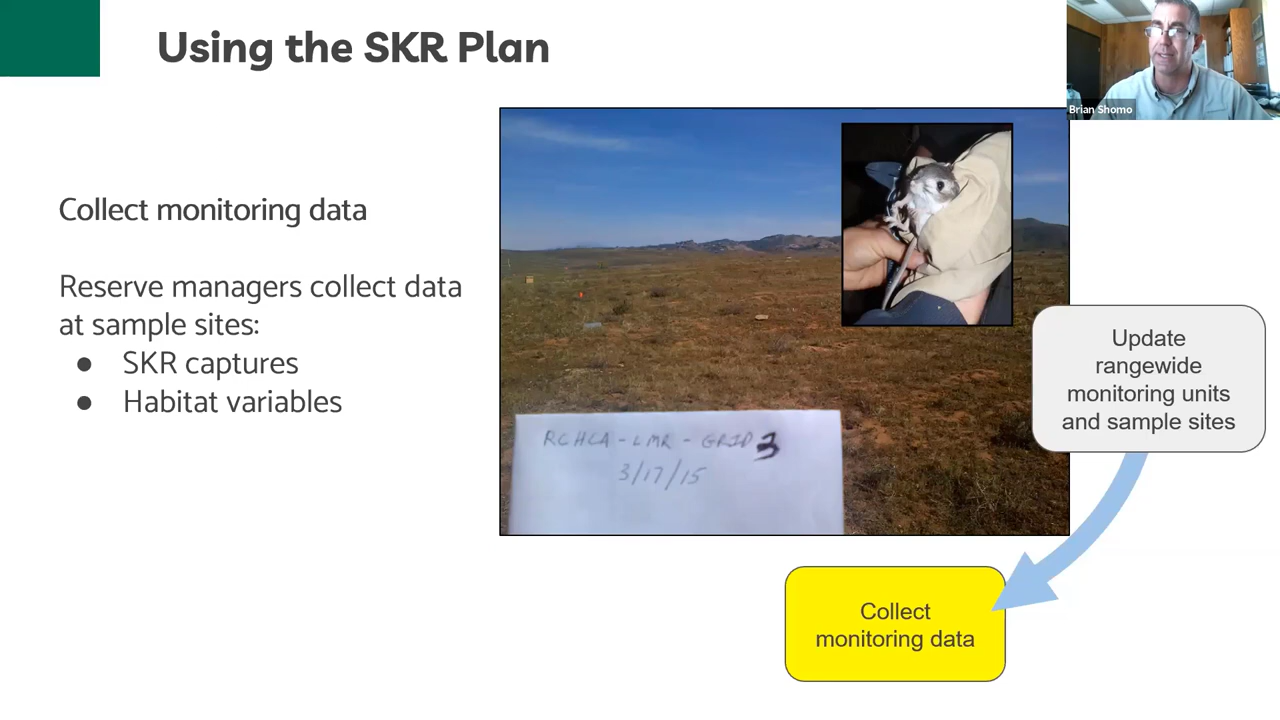 Using the SKR Plan
Brian Shomo
Collect monitoring data
Reserve managers collect data
at sample sites:
● SKR captures
● Habitat variables
RCHCA-LMR-GRID 3
3/17/15
Update
rangewide
monitoring units
and sample sites
Collect
monitoring data